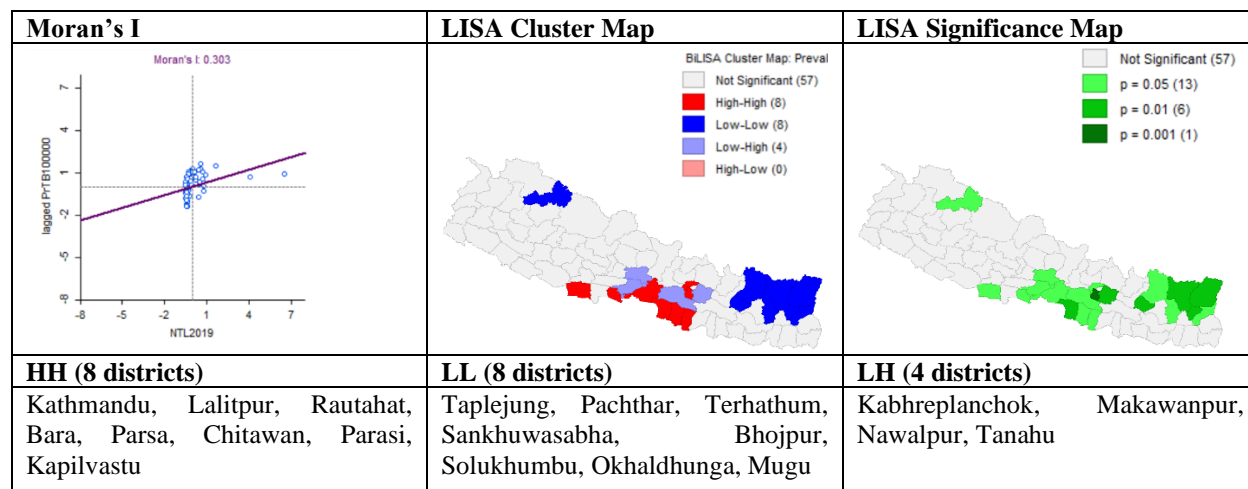 Moran's I
LISA Cluster Map
LISA Significance Map
Moran's I: 0.303
7
4
1
-2
-5
-8
lagged PrTB100000
-8
-5
-2
1
4
7
NTL2019
BiLISA Cluster Map: Preval
Not Significant (57)
High-High (8)
Low-Low (8)
Low-High (4)
High-Low (0)
Not Significant (57)
p = 0.05 (13)
p = 0.01 (6)
p = 0.001 (1)
HH (8 districts)
LL (8 districts)
LH (4 districts)
Kathmandu, Lalitpur, Rautahat,
Bara, Parsa, Chitawan, Parasi,
Kapilvastu
Taplejung, Pachthar, Terhathum,
Sankhuwasabha, Bhojpur,
Solukhumbu, Okhaldhunga, Mugu
Kabhreplanchok, Makawanpur,
Nawalpur, Tanahu